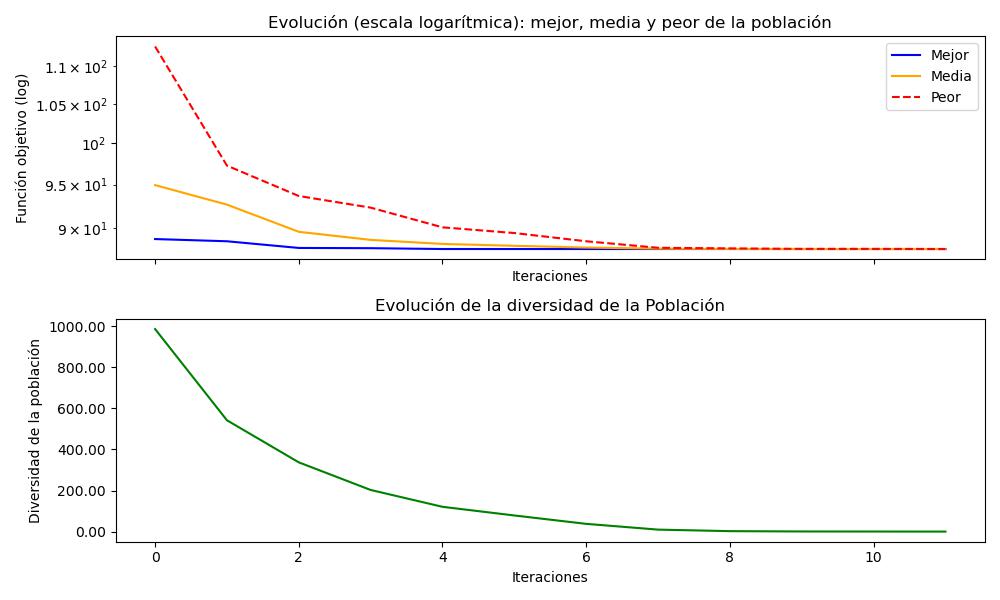 Evolución (escala logarítmica): mejor, media y peor de la población
Función objetivo (log)
1.1 × 10²
1.05 × 10²
10²
9.5 × 10¹
9 × 10¹
Mejor
Media
Peor
Iteraciones
Evolución de la diversidad de la Población
Diversidad de la población
1000.00
800.00
600.00
400.00
200.00
0.00
0 2 4 6 8 10
Iteraciones